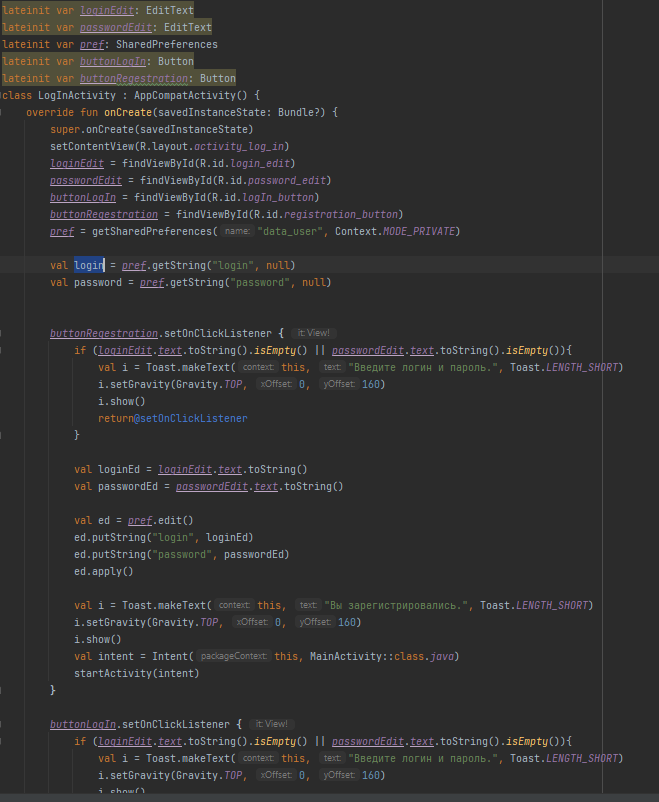 lateinit var loginEdit: EditText
lateinit var passwordEdit: EditText
lateinit var pref: SharedPreferences
lateinit var buttonLogIn: Button
lateinit var buttonRegestration: Button
class LogInActivity : AppCompatActivity() {
override fun onCreate(savedInstanceState: Bundle?) {
super.onCreate(savedInstanceState)
setContentView(R.layout.activity_log_in)
loginEdit = findViewById(R.id.login_edit)
passwordEdit = findViewById(R.id.password_edit)
buttonLogIn = findViewById(R.id.logIn_button)
buttonRegestration = findViewById(R.id.registration_button)
pref = getSharedPreferences( name: "data_user", Context.MODE_PRIVATE)
val login = pref.getString("login", null)
val password = pref.getString("password", null)
buttonRegestration.setOnClickListener { it: View!
if (loginEdit.text.toString().isEmpty() || passwordEdit.text.toString().isEmpty()){
val i = Toast.makeText( context: this, text: "Введите логин и пароль.", Toast.LENGTH_SHORT)
i.setGravity(Gravity.TOP, xOffset: 0, yOffset: 160)
i.show()
return@setOnClickListener
}
val loginEd = loginEdit.text.toString()
val passwordEd = passwordEdit.text.toString()
val ed = pref.edit()
ed.putString("login", loginEd)
ed.putString("password", passwordEd)
ed.apply()
val i = Toast.makeText( context: this, text: "Вы зарегистрировались.", Toast.LENGTH_SHORT)
i.setGravity(Gravity.TOP, xOffset: 0, yOffset: 160)
i.show()
val intent = Intent( packageContext: this, MainActivity::class.java)
startActivity(intent)
}
buttonLogIn.setOnClickListener { it: View!
if (loginEdit.text.toString().isEmpty() || passwordEdit.text.toString().isEmpty()){
val i = Toast.makeText( context: this, text: "Введите логин и пароль.", Toast.LENGTH_SHORT)
i.setGravity(Gravity.TOP, xOffset: 0, yOffset: 160)
i.show()